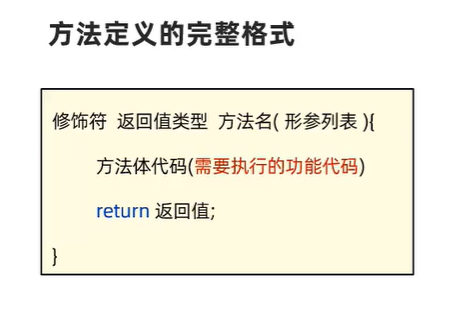 方法定义的完整格式
修饰符 返回值类型 方法名( 形参列表 ){
方法体代码(需要执行的功能代码)
return 返回值;
}